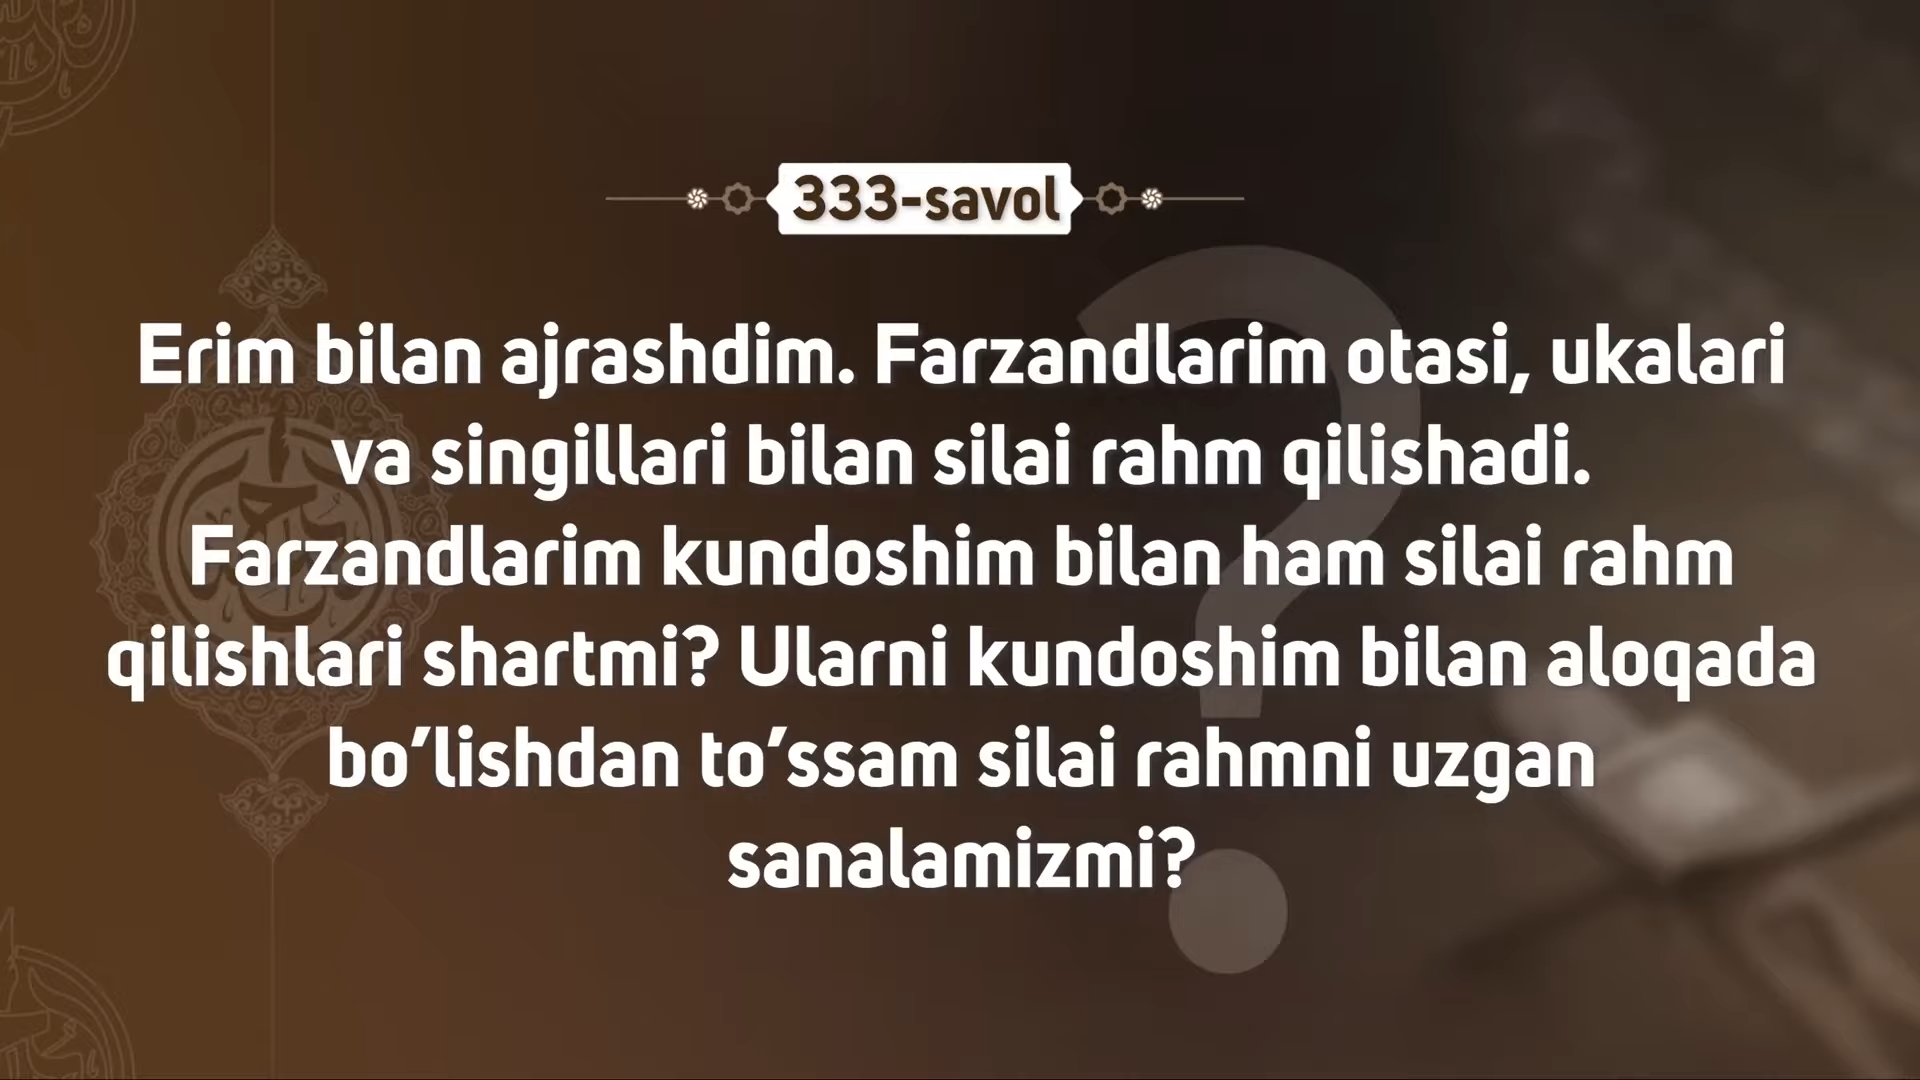 333-savol
Erim bilan ajrashdim. Farzandlarim otasi, ukalari
va singillari bilan silai rahm qilishadi.
Farzandlarim kundoshim bilan ham silai rahm
qilishlari shartmi? Ularni kundoshim bilan aloqada
bo’lishdan to’ssam silai rahmni uzgan
sanalamizmi?